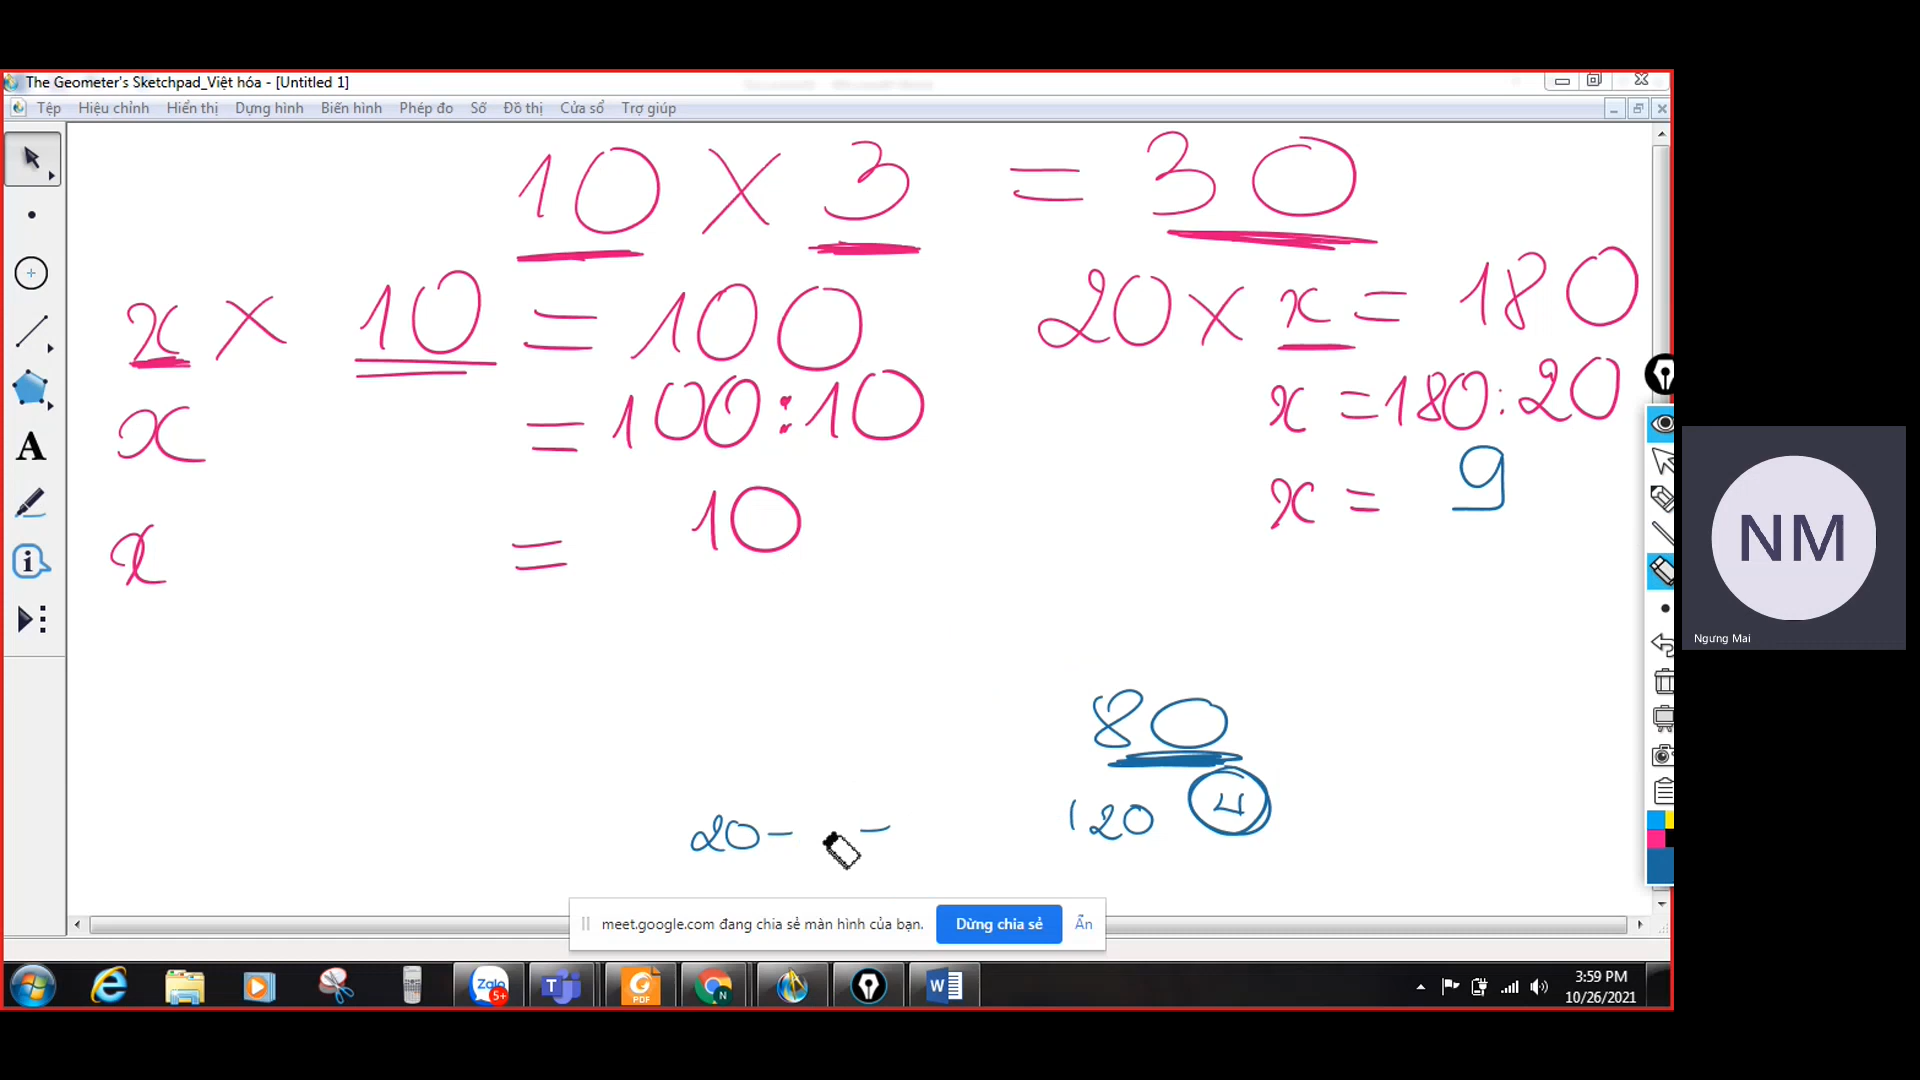 The Geometer's Sketchpad_Việt hóa - [Untitled 1]
Tệp Hiệu chỉnh Hiển thị Dựng hình Biến hình Phép đo Số Đồ thị Cửa sổ Trợ giúp
10 × 3 = 30
x × 10 = 100
20 × x = 180
x = 100:10
x = 180:20
x = 10
x = 9
80
120 4
20 - -
A
NM
Ngưng Mai
meet.google.com đang chia sẻ màn hình của bạn. Dừng chia sẻ Ẩn
Zalo 5+
T
PDF
N
W
3:59 PM
10/26/2021